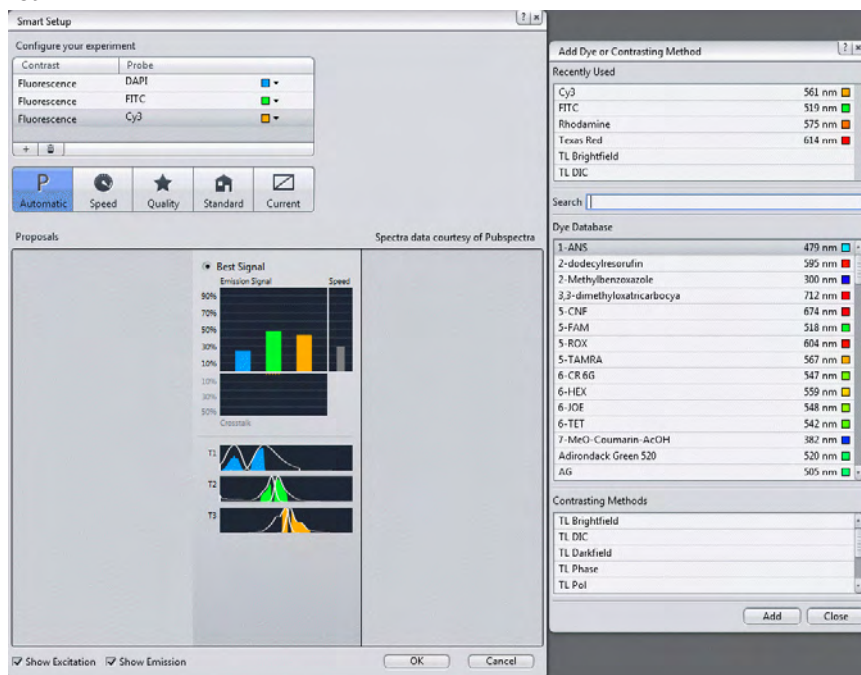 Smart Setup
Configure your experiment
Contrast Probe
Fluorescence DAPI
Fluorescence FITC
Fluorescence Cy3
P
Automatic Speed Quality Standard Current
Proposals Spectra data courtesy of Pubspectra
Best Signal
Emission Signal Speed
90%
70%
50%
30%
10%
10%
30%
50%
Crosstalk
T1
T2
T3
Show Excitation Show Emission OK Cancel
Add Dye or Contrasting Method
Recently Used
Cy3 561 nm
FITC 519 nm
Rhodamine 575 nm
Texas Red 614 nm
TL Brightfield
TL DIC
Search
Dye Database
1-ANS 479 nm
2-dodecylresorufin 595 nm
2-Methylbenzoxazole 300 nm
3,3-dimethyloxatricarbocya 712 nm
5-CNF 674 nm
5-FAM 518 nm
5-ROX 604 nm
5-TAMRA 567 nm
6-CR 6G 547 nm
6-HEX 559 nm
6-JOE 548 nm
6-TET 542 nm
7-MeO-Coumarin-AcOH 382 nm
Adirondack Green 520 520 nm
AG 505 nm
Contrasting Methods
TL Brightfield
TL DIC
TL Darkfield
TL Phase
TL Pol
Add Close